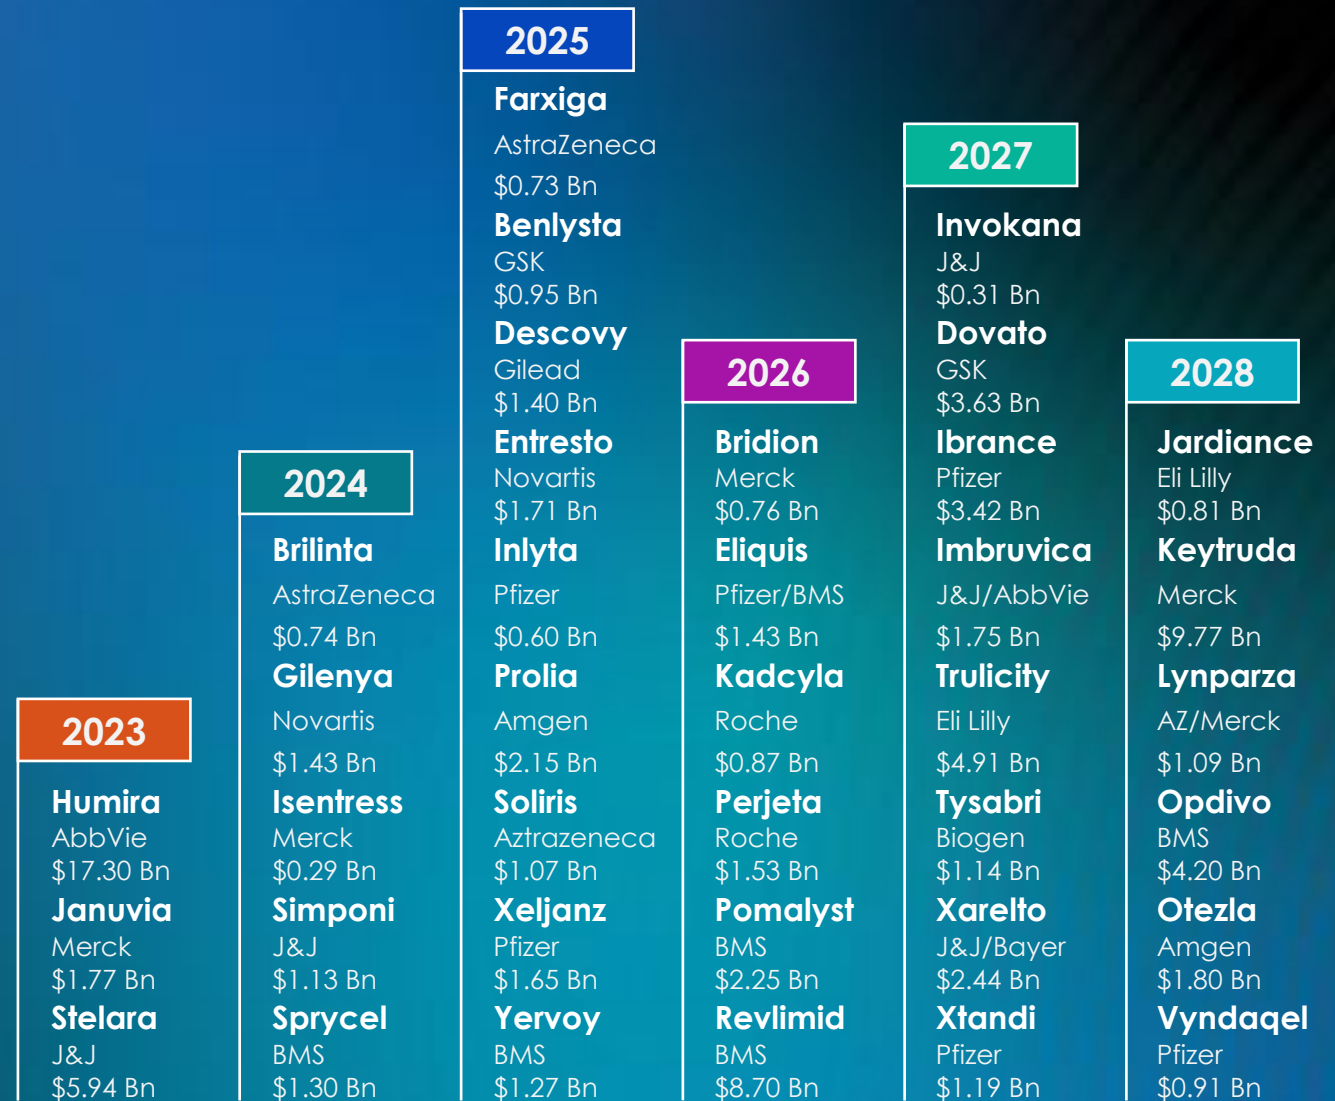 2023
Humira
AbbVie
$17.30 Bn
Januvia
Merck
$1.77 Bn
Stelara
J&J
$5.94 Bn
2024
Brilinta
AstraZeneca
$0.74 Bn
Gilenya
Novartis
$1.43 Bn
Isentress
Merck
$0.29 Bn
Simponi
J&J
$1.13 Bn
Sprycel
BMS
$1.30 Bn
2025
Farxiga
AstraZeneca
$0.73 Bn
Benlysta
GSK
$0.95 Bn
Descovy
Gilead
$1.40 Bn
Entresto
Novartis
$1.71 Bn
Inlyta
Pfizer
$0.60 Bn
Prolia
Amgen
$2.15 Bn
Soliris
Aztrazeneca
$1.07 Bn
Xeljanz
Pfizer
$1.65 Bn
Yervoy
BMS
$1.27 Bn
2026
Bridion
Merck
$0.76 Bn
Eliquis
Pfizer/BMS
$1.43 Bn
Kadcyla
Roche
$0.87 Bn
Perjeta
Roche
$1.53 Bn
Pomalyst
BMS
$2.25 Bn
Revlimid
BMS
$8.70 Bn
2027
Invokana
J&J
$0.31 Bn
Dovato
GSK
$3.63 Bn
Ibrance
Pfizer
$3.42 Bn
Imbruvica
J&J/AbbVie
$1.75 Bn
Trulicity
Eli Lilly
$4.91 Bn
Tysabri
Biogen
$1.14 Bn
Xarelto
J&J/Bayer
$2.44 Bn
Xtandi
Pfizer
$1.19 Bn
2028
Jardiance
Eli Lilly
$0.81 Bn
Keytruda
Merck
$9.77 Bn
Lynparza
AZ/Merck
$1.09 Bn
Opdivo
BMS
$4.20 Bn
Otezla
Amgen
$1.80 Bn
Vyndaqel
Pfizer
$0.91 Bn